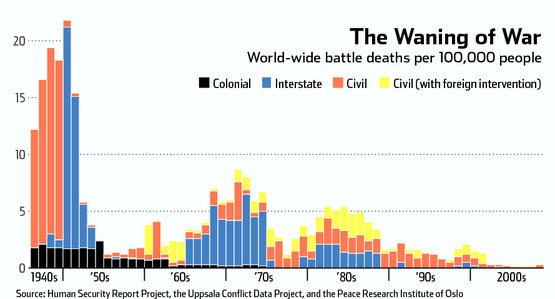 The Waning of War
World-wide battle deaths per 100,000 people
Colonial Interstate Civil Civil (with foreign intervention)
20
15
10
5
0
1940s '50s '60s '70s '80s '90s 2000s
Source: Human Security Report Project, the Uppsala Conflict Data Project, and the Peace Research Institute of Oslo